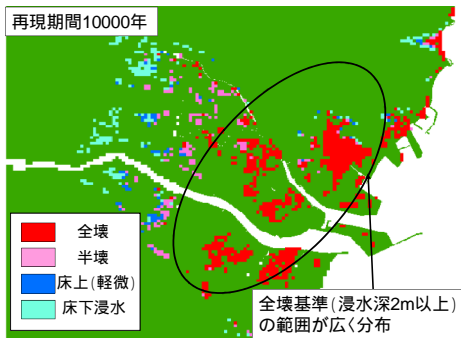 再現期間10000年
全壊
半壊
床上(軽微)
床下浸水
全壊基準(浸水深2m以上)
の範囲が広く分布